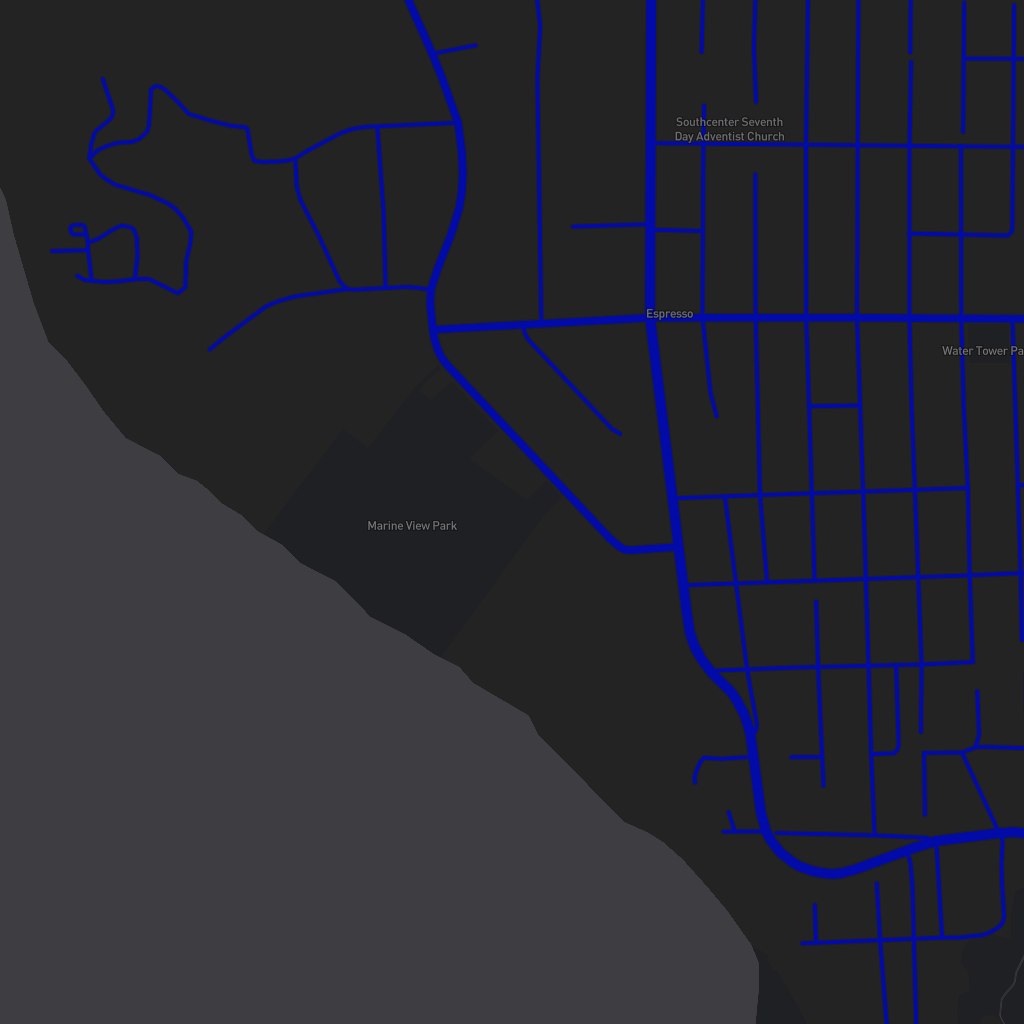 Southcenter Seventh
Day Adventist Church
Espresso
Water Tower Pa
Marine View Park